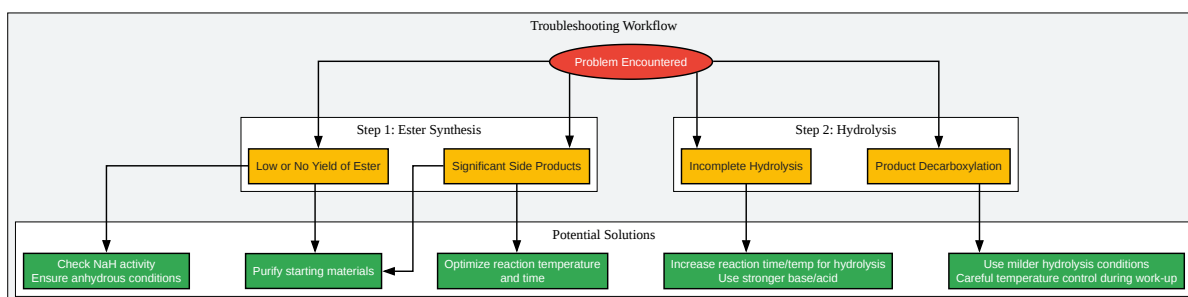 Troubleshooting Workflow
Problem Encountered
Step 1: Ester Synthesis
Step 2: Hydrolysis
Low or No Yield of Ester
Significant Side Products
Incomplete Hydrolysis
Product Decarboxylation
Potential Solutions
Check NaH activity
Ensure anhydrous conditions
Purify starting materials
Optimize reaction temperature
and time
Increase reaction time/temp for hydrolysis
Use stronger base/acid
Use milder hydrolysis conditions
Careful temperature control during work-up